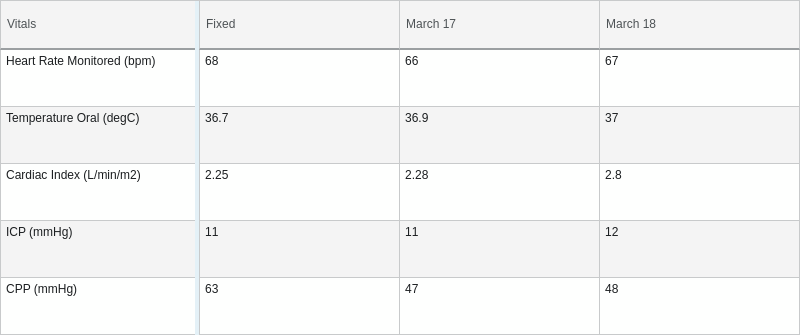 Vitals Fixed March 17 March 18
Heart Rate Monitored (bpm) 68 66 67
Temperature Oral (degC) 36.7 36.9 37
Cardiac Index (L/min/m2) 2.25 2.28 2.8
ICP (mmHg) 11 11 12
CPP (mmHg) 63 47 48